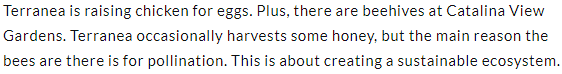 Terranea is raising chicken for eggs. Plus, there are beehives at Catalina View
Gardens. Terranea occasionally harvests some honey, but the main reason the
bees are there is for pollination. This is about creating a sustainable ecosystem.